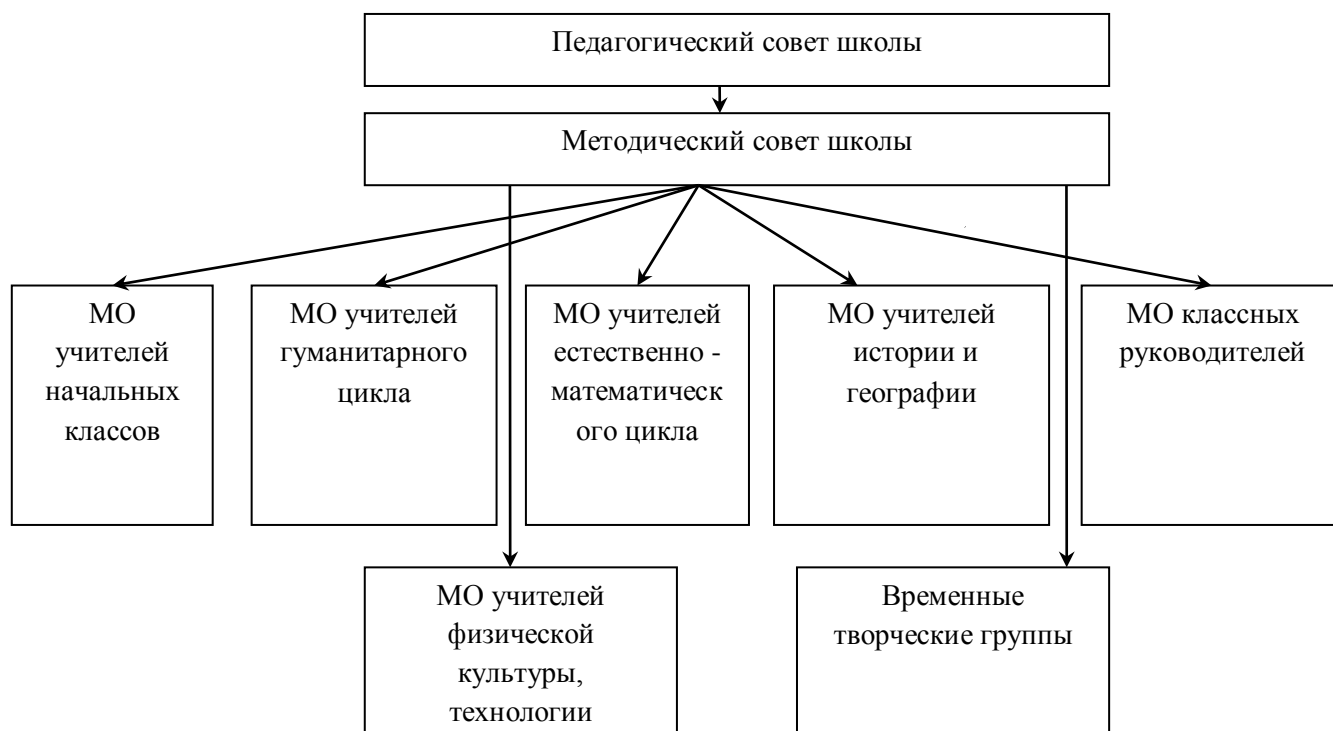 Педагогический совет школы
Методический совет школы
МО
учителей
начальных
классов
МО учителей
гуманитарного
цикла
МО учителей
естественно -
математическ
ого цикла
МО учителей
истории и
географии
МО классных
руководителей
МО учителей
физической
культуры,
технологии
Временные
творческие группы